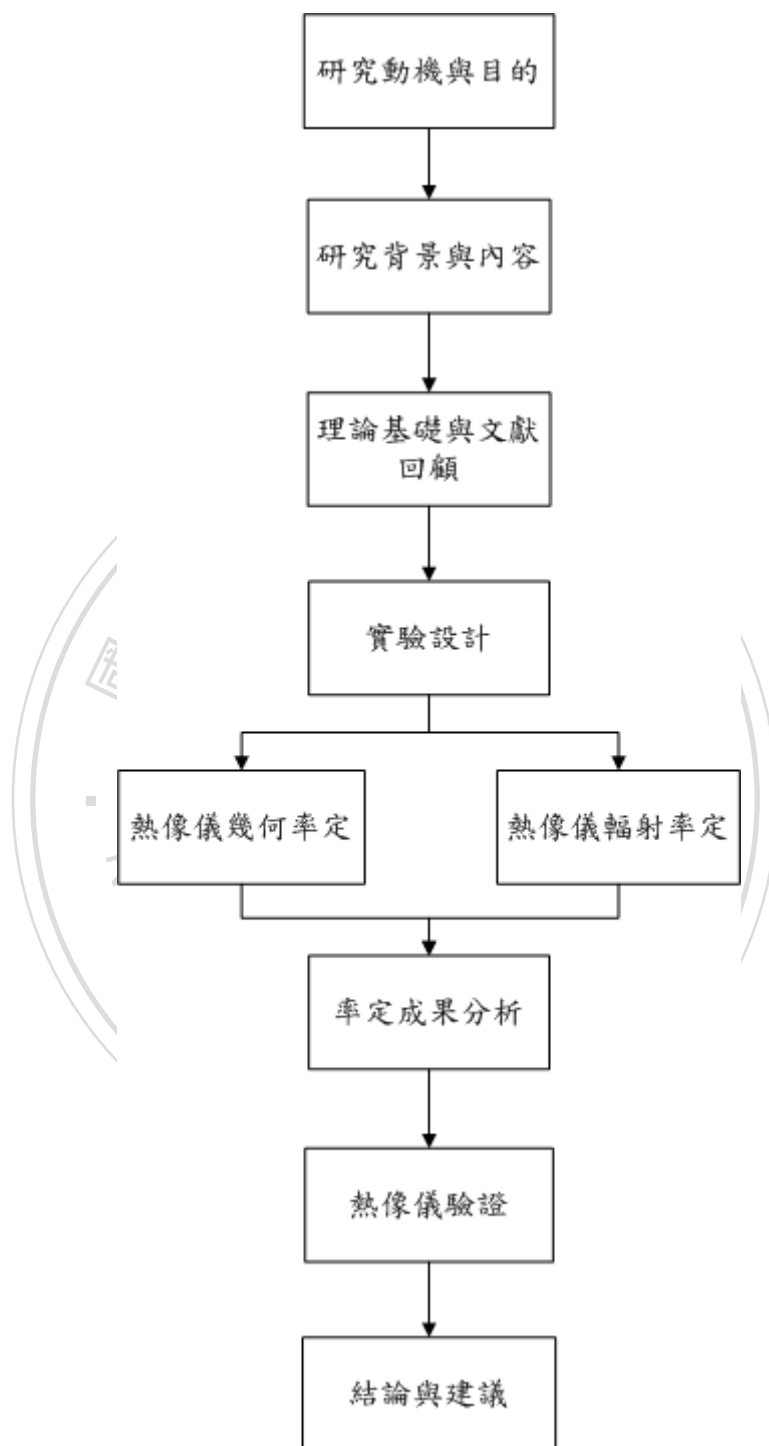 研究動機與目的
研究背景與內容
理論基礎與文獻
回顧
實驗設計
熱像儀幾何率定
熱像儀輻射率定
率定成果分析
熱像儀驗證
結論與建議